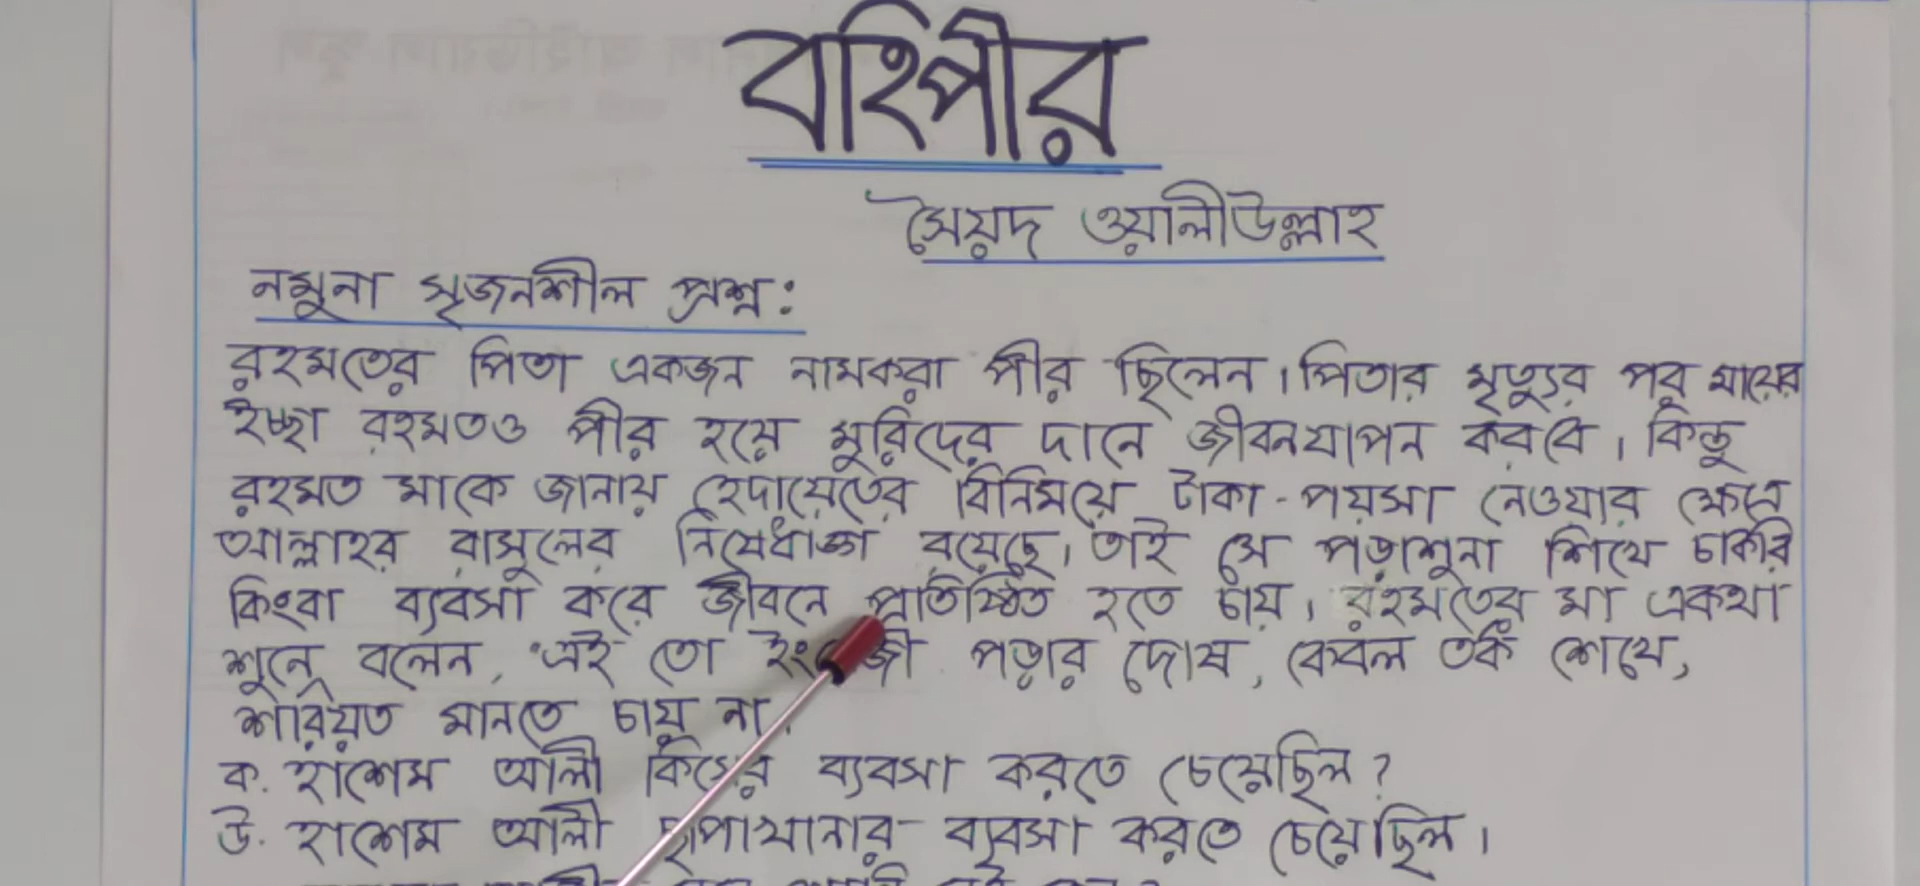 বহিপীর
সৈয়দ ওয়ালীউল্লাহ
নমুনা সৃজনশীল প্রশ্ন:
রহমতের পিতা একজন নামকরা পীর ছিলেন। পিতার মৃত্যুর পর মায়ের
ইচ্ছা রহমতও পীর হয়ে মুরিদের দানে জীবনযাপন করবে। কিন্তু
রহমত মাকে জানায় হেদায়েতের বিনিময়ে টাকা-পয়সা নেওয়ার ক্ষেত্রে
আল্লাহর রাসুলের নিষেধাজ্ঞা রয়েছে। তাই সে পড়াশুনা শিখে চাকরি
কিংবা ব্যবসা করে জীবনে প্রতিষ্ঠিত হতে চায়। রহমতের মা একথা
শুনে বলেন, 'এই তো ইংরেজী পড়ার দোষ, কেবল তর্ক শেখে,
শরিয়ত মানতে চায় না।
ক. হাশেম আলী কিসের ব্যবসা করতে চেয়েছিল?
উ. হাশেম আলী ছাপাখানার ব্যবসা করতে চেয়েছিল।